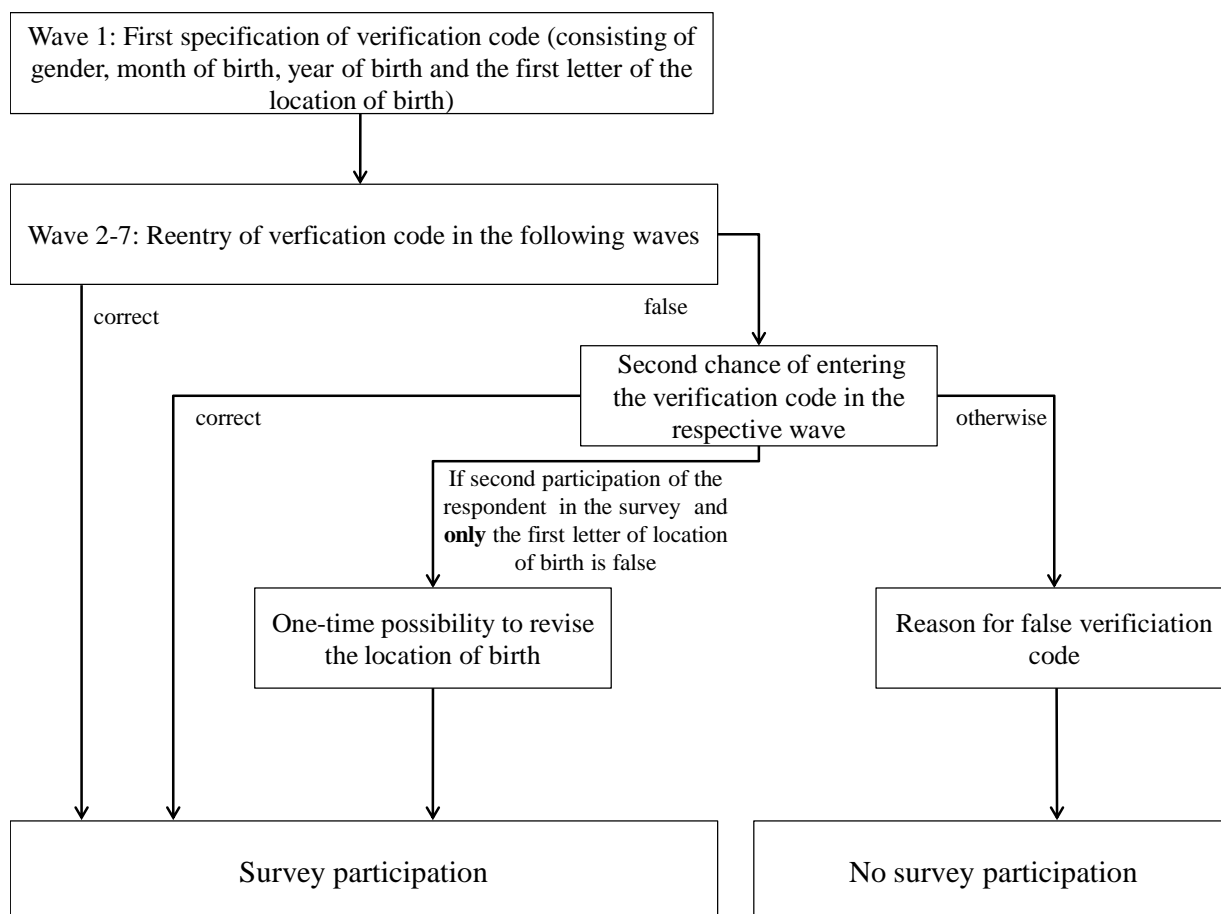 Wave 1: First specification of verification code (consisting of
gender, month of birth, year of birth and the first letter of the
location of birth)
Wave 2-7: Reentry of verfication code in the following waves
correct
false
Second chance of entering
the verification code in the
respective wave
correct
otherwise
If second participation of the
respondent in the survey and
only the first letter of location
of birth is false
One-time possibility to revise
the location of birth
Reason for false verificiation
code
Survey participation
No survey participation